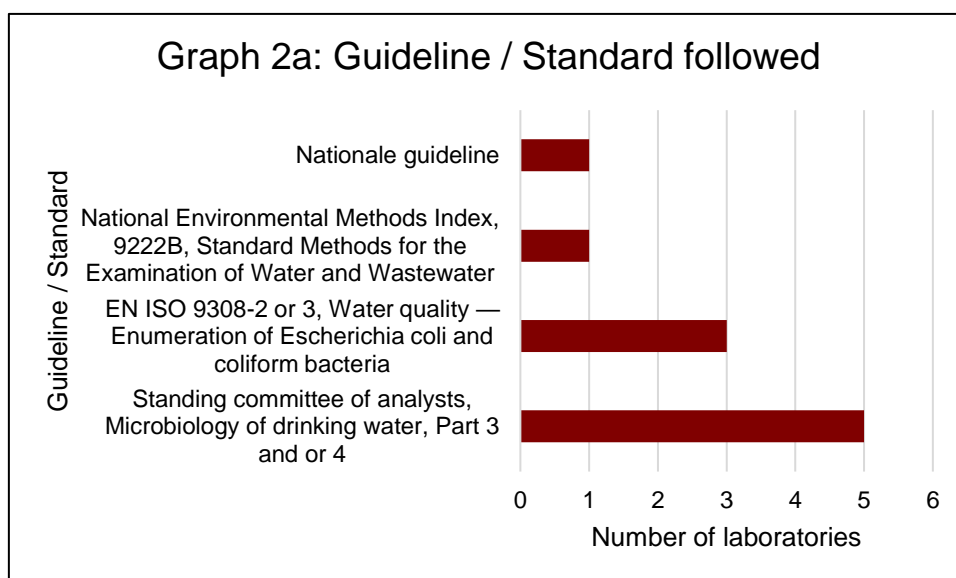 Graph 2a: Guideline / Standard followed
Guideline / Standard
Nationale guideline
National Environmental Methods Index,
9222B, Standard Methods for the
Examination of Water and Wastewater
EN ISO 9308-2 or 3, Water quality —
Enumeration of Escherichia coli and
coliform bacteria
Standing committee of analysts,
Microbiology of drinking water, Part 3
and or 4
0 1 2 3 4 5 6
Number of laboratories